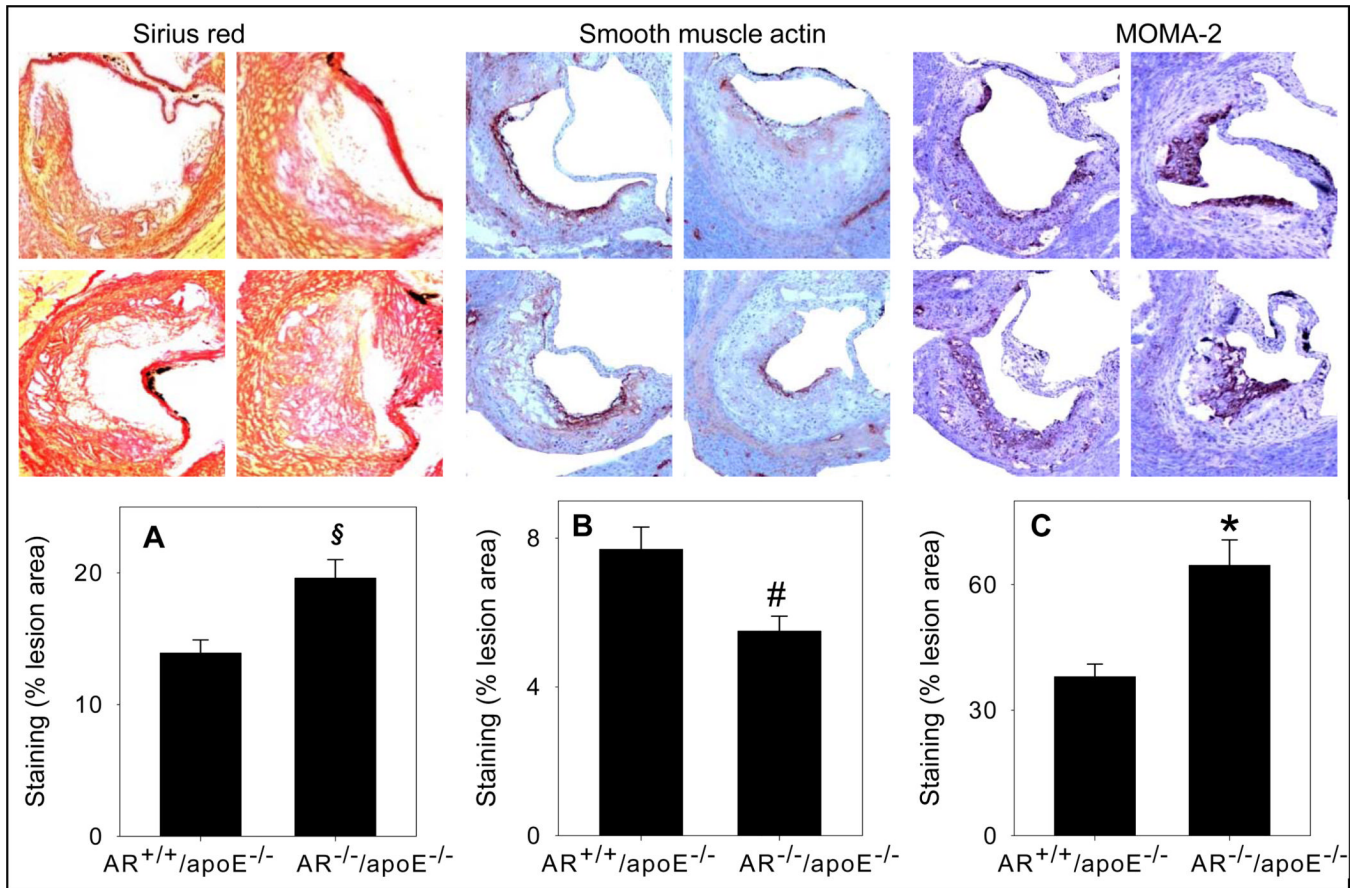 Sirius red
Smooth muscle actin
MOMA-2
A
§
Staining (% lesion area)
20
10
0
AR+/+/apoE-/-
AR-/-/apoE-/-
B
#
Staining (% lesion area)
8
4
0
AR+/+/apoE-/-
AR-/-/apoE-/-
C
*
Staining (% lesion area)
60
30
0
AR+/+/apoE-/-
AR-/-/apoE-/-